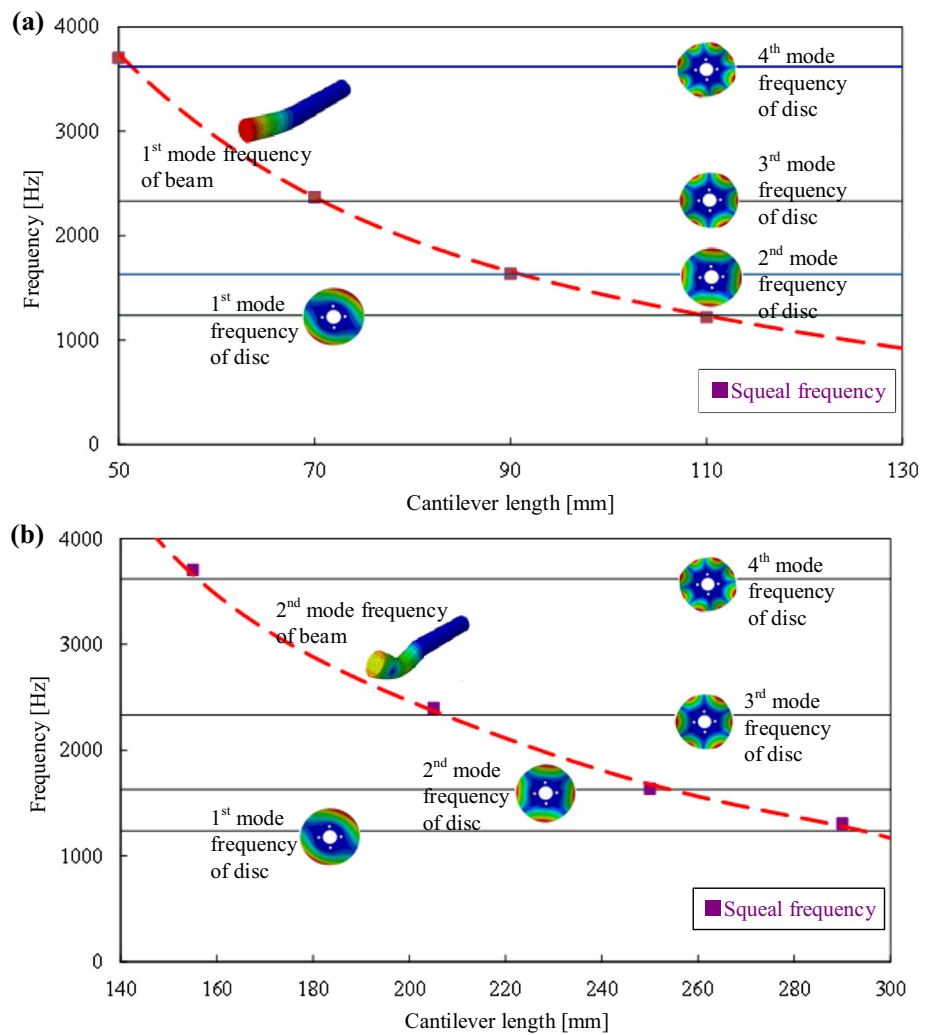 (a)
4000
3000
2000
1000
0
Frequency [Hz]
1st mode frequency
of beam
4th mode
frequency
of disc
3rd mode
frequency
of disc
2nd mode
frequency
of disc
1st mode
frequency
of disc
Squeal frequency
50 70 90 110 130
Cantilever length [mm]
(b)
4000
3000
2000
1000
0
Frequency [Hz]
2nd mode frequency
of beam
4th mode
frequency
of disc
3rd mode
frequency
of disc
2nd mode
frequency
of disc
1st mode
frequency
of disc
Squeal frequency
140 160 180 200 220 240 260 280 300
Cantilever length [mm]